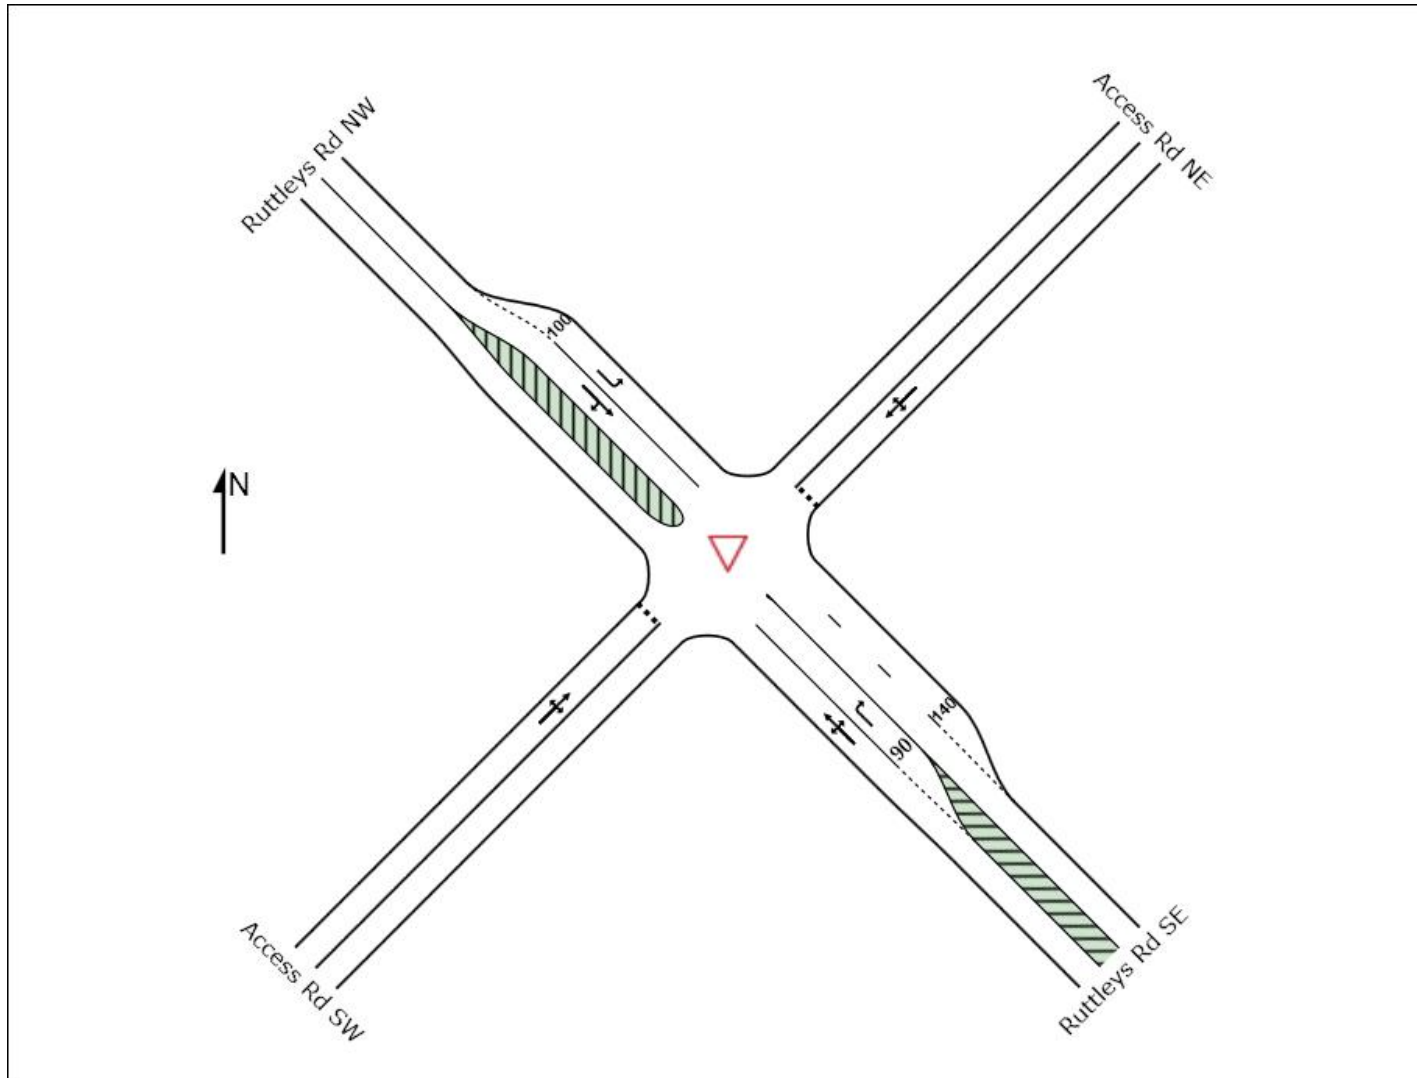 Ruttleys Rd NW
Access Rd NE
100
N
140
90
Access Rd SW
Ruttleys Rd SE